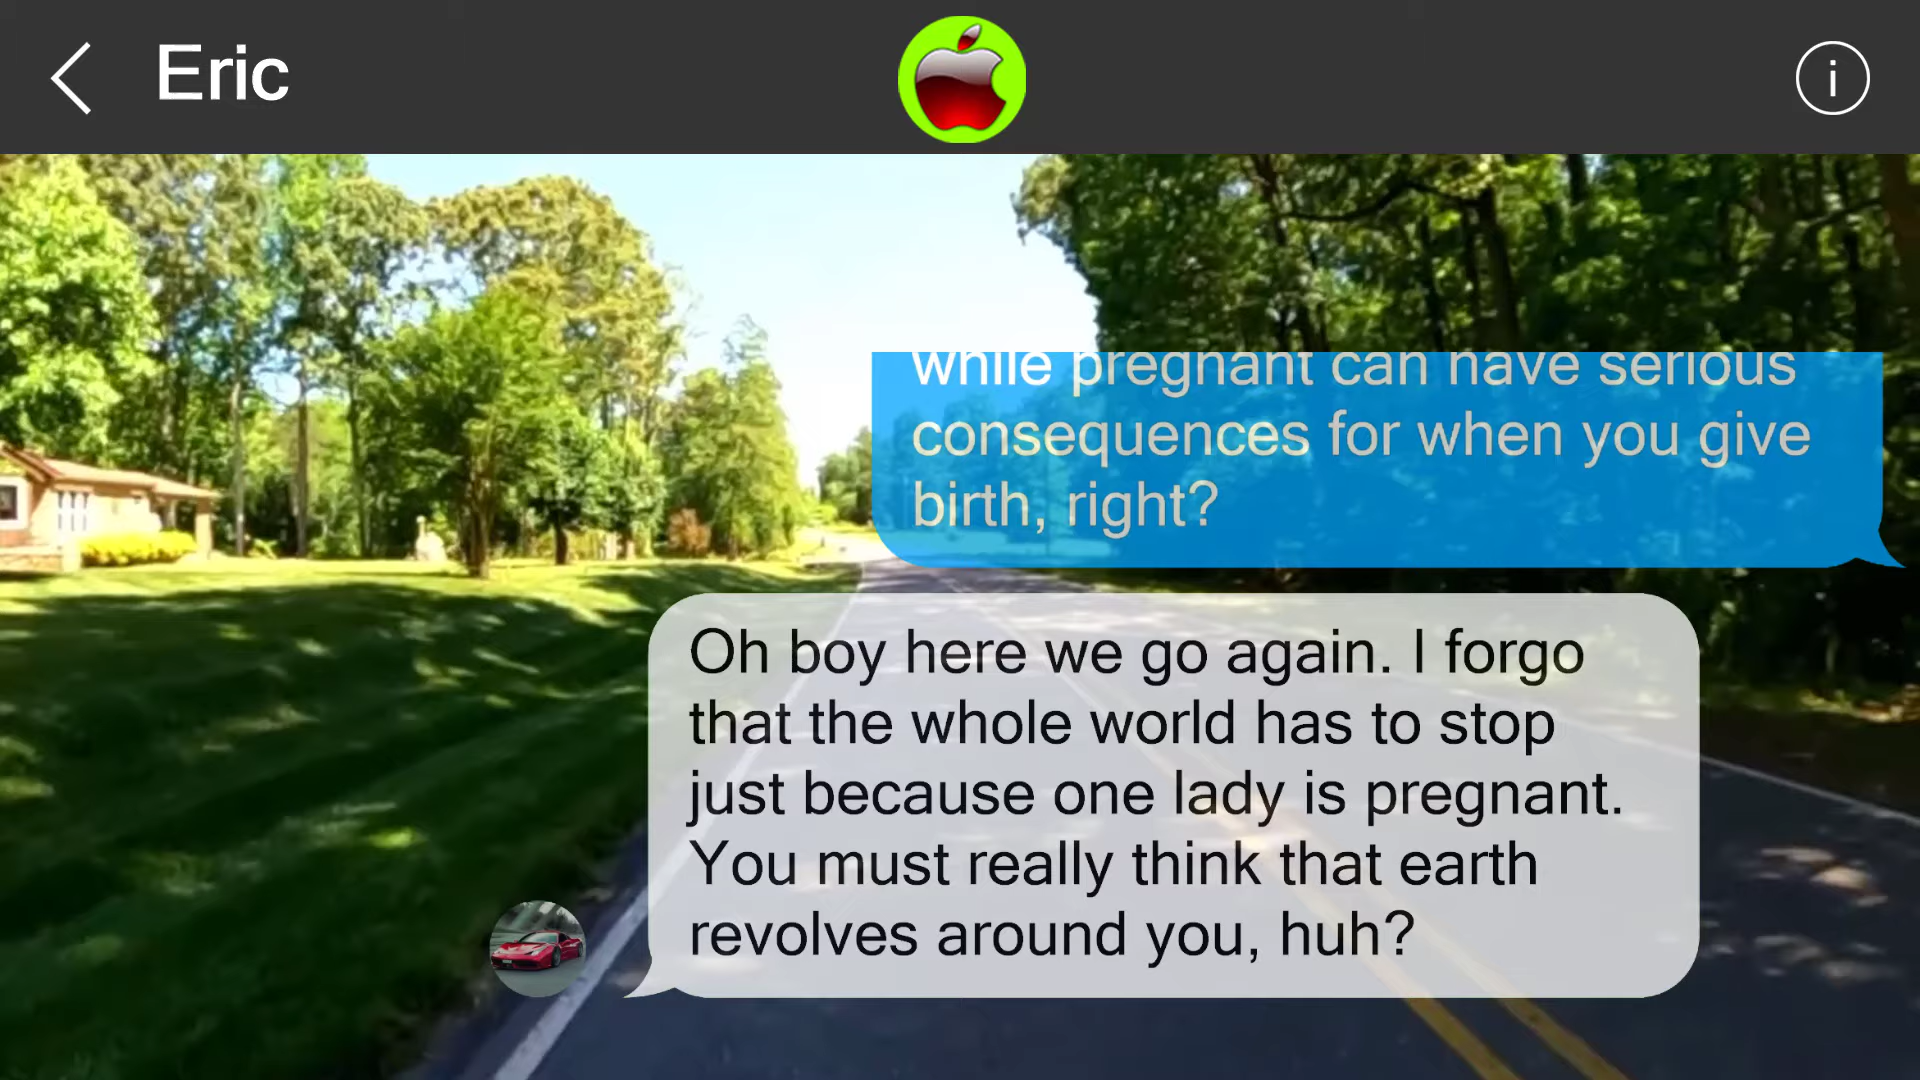 Eric
while pregnant can have serious
consequences for when you give
birth, right?
Oh boy here we go again. I forgo
that the whole world has to stop
just because one lady is pregnant.
You must really think that earth
revolves around you, huh?